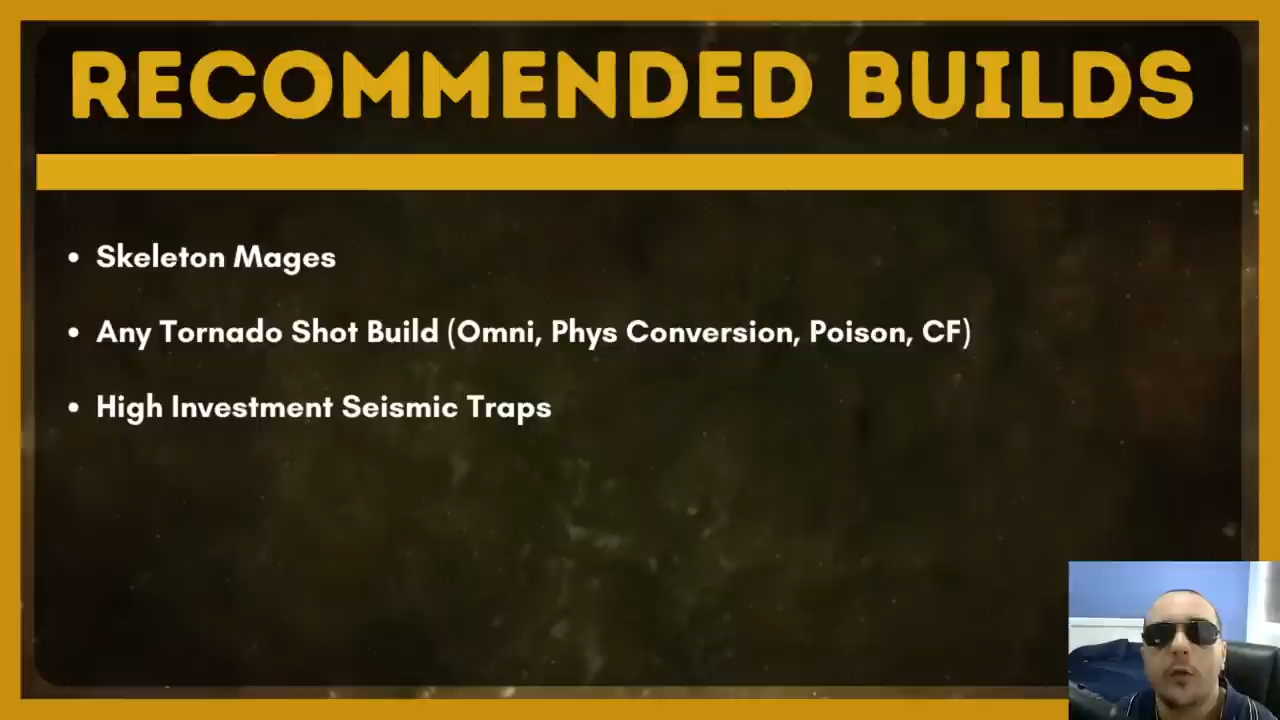 RECOMMENDED BUILDS
• Skeleton Mages
• Any Tornado Shot Build (Omni, Phys Conversion, Poison, CF)
• High Investment Seismic Traps